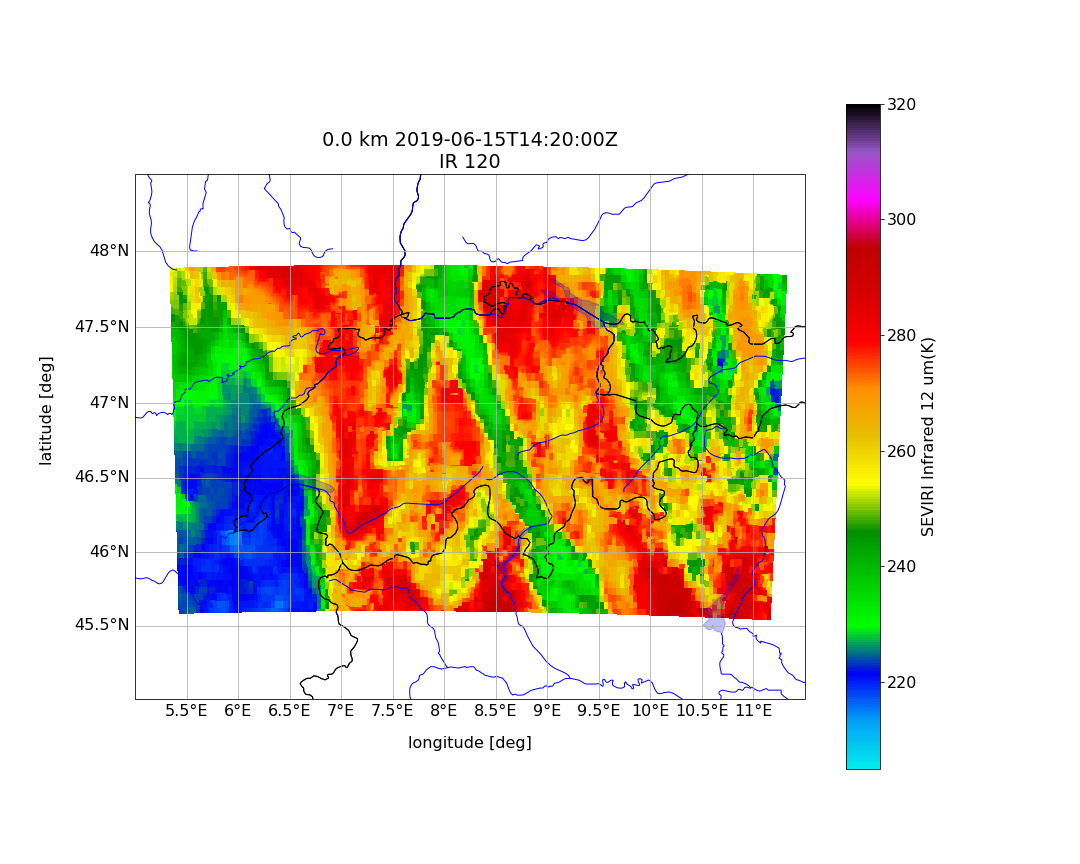 0.0 km 2019-06-15T14:20:00Z
IR 120
320
300
280
260
240
220
SEVIRI Infrared 12 um(K)
48°N
47.5°N
47°N
46.5°N
46°N
45.5°N
latitude [deg]
5.5°E 6°E 6.5°E 7°E 7.5°E 8°E 8.5°E 9°E 9.5°E 10°E 10.5°E 11°E
longitude [deg]